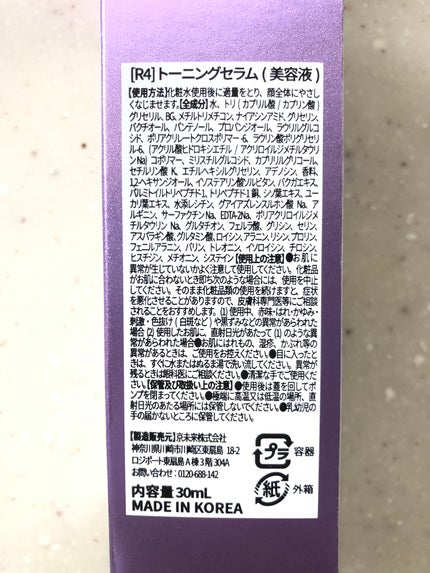 [R4]トーニングセラム(美容液)
【使用方法】化粧水使用後に適量をとり、顔全体にやさし
くなじませます。【全成分】水、トリ(カプリル酸/カプリン酸)
グリセリル、BG、メチルトリメチコン、ナイアシンアミド、グリセリン、
バクチオール、パンテノール、プロパンジオール、ラウリルグルコ
シド、ポリアクリレートクロスポリマー-6、ラウリン酸ポリグリセリ
ル-6、(アクリル酸ヒドロキシエチル/アクリロイルジメチルタウ
リンNa)コポリマー、ミリスチルグルコシド、カプリリルグリコール、
セチルリン酸K、エチルヘキシルグリセリン、アデノシン、香料、
1,2-ヘキサンジオール、イソステアリン酸ソルビタン、バクガエキス、
パルミトイルトリペプチド-1、トリペプチド-1銅、シノ葉エキス、ユー
カリ葉エキス、水添レシチン、グアイアズレンスルホン酸Na、ア
ルギニン、サーファクチンNa、EDTA-2Na、ポリアクリロイルジメ
チルタウリンNa、グルタチオン、フェルラ酸、グリシン、セリン、
アスパラギン酸、グルタミン酸、ロイシン、アラニン、リシン、プロリン、
フェニルアラニン、バリン、トレオニン、イソロイシン、チロシン、
ヒスチジン、メチオニン、システイン【使用上の注意】●お肌に
異常が生じていないかよく注意して使用してください。化粧品
がお肌に合わないとき即ち次のような場合には、使用を中止
してください。そのまま化粧品類の使用を続けますと、症状
を悪化させることがありますので、皮膚科専門医等にご相談
されることをおすすめします。(1)使用中、赤味・はれ・かゆみ・
刺激・色抜け(白斑など)や黒ずみなどの異常があらわれた
場合(2)使用したお肌に、直射日光があたって(1)のような異
常があらわれた場合●お肌にはれもの、湿疹、かぶれ等の
異常があるときは、ご使用をお控えください。●目に入ったと
きは、すぐに水またはぬるま湯で洗い流してください。異常が
残るときは眼科医にご相談ください。●清潔な手でご使用くだ
さい。【保管及び取扱い上の注意】●使用後は蓋を回してポ
ンプを閉まってください。●極端に高温又は低温の場所、直
射日光のあたる場所には保管しないでください。●乳幼児の
手の届かないところに保管してください。
【製造販売元】京未来株式会社
神奈川県川崎市川崎区東扇島 18-2
ロジポート東扇島A棟3階304A
お問い合わせ:0120-688-142
内容量30mL
MADE IN KOREA
プラ 容器
紙 外箱